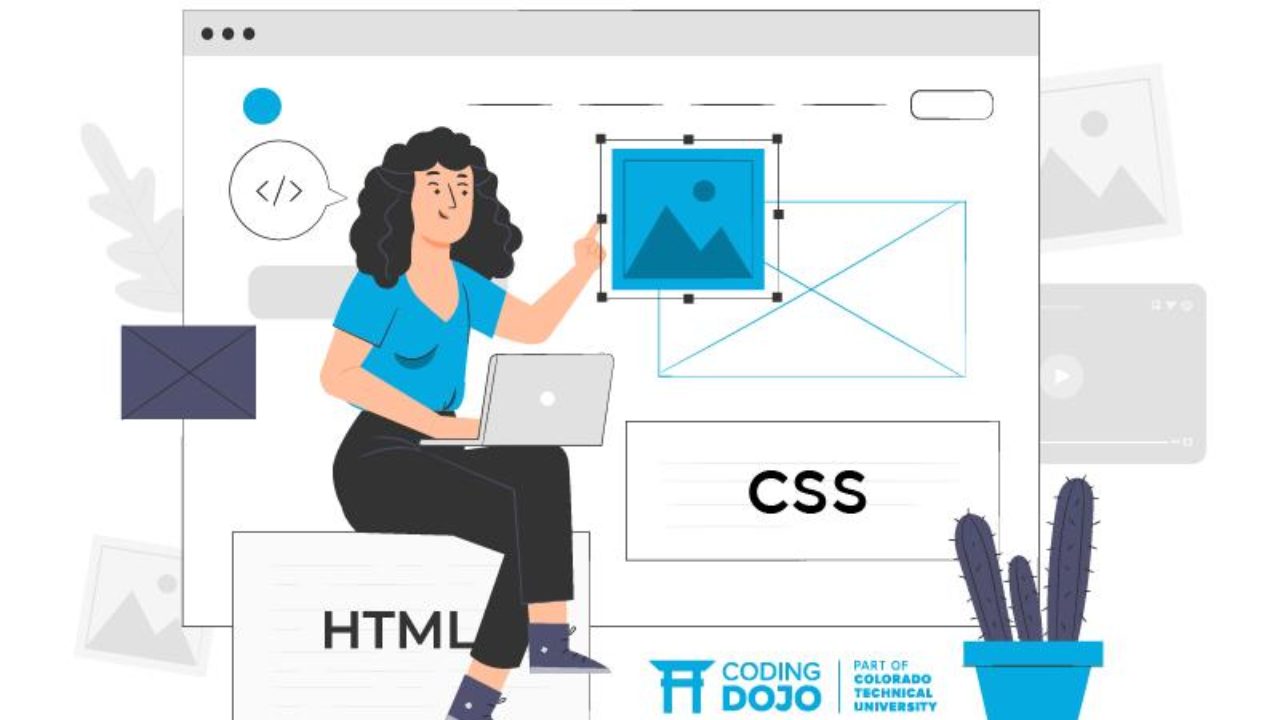 </>
CSS
HTML
CODING
DOJO
PART OF
COLORADO
TECHNICAL
UNIVERSITY